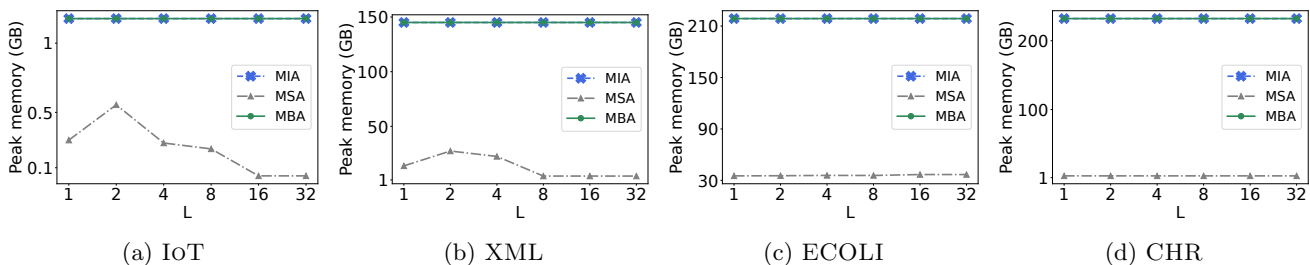 Peak memory (GB)
1
0.5
0.1
MIA
MSA
MBA
1 2 4 8 16 32
L
(a) IoT
Peak memory (GB)
150
100
50
1
MIA
MSA
MBA
1 2 4 8 16 32
L
(b) XML
Peak memory (GB)
210
150
90
30
MIA
MSA
MBA
1 2 4 8 16 32
L
(c) ECOLI
Peak memory (GB)
200
100
1
MIA
MSA
MBA
1 2 4 8 16 32
L
(d) CHR